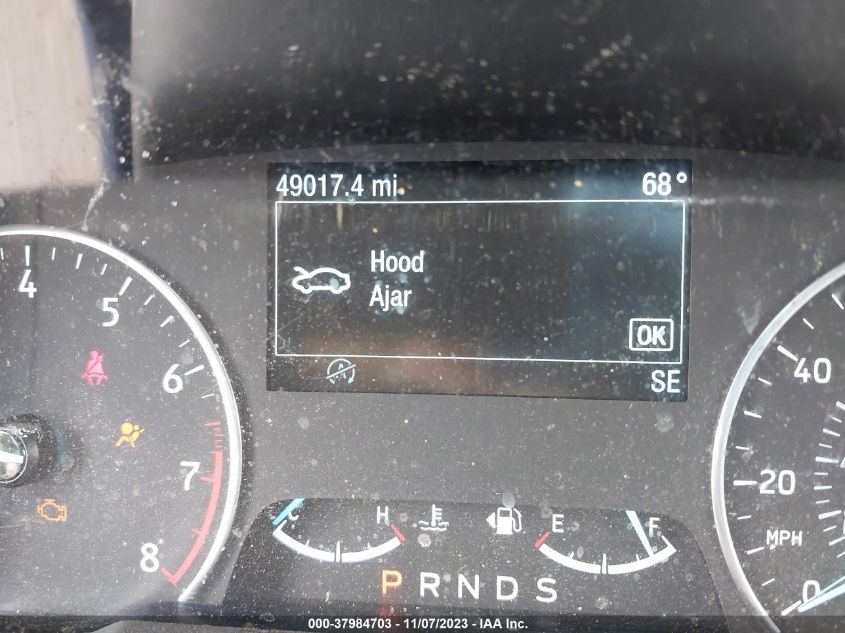 49017.4 mi 68°
Hood
Ajar
OK
A
SE
4
5
6
7
8
40
20
MPH
0
C H E F
P R N D S
000-37984703 - 11/07/2023 - IAA Inc.